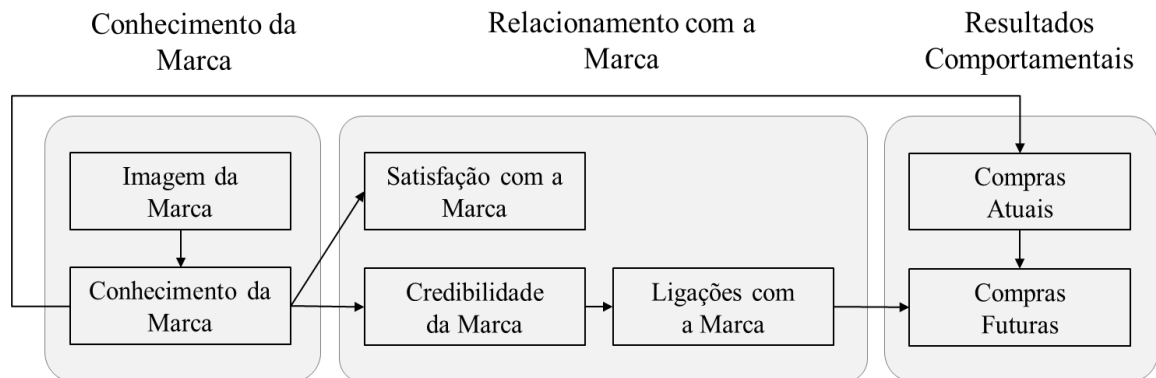 Conhecimento da
Marca
Relacionamento com a
Marca
Resultados
Comportamentais
Imagem da
Marca
Satisfação com a
Marca
Compras
Atuais
Conhecimento da
Marca
Credibilidade
da Marca
Ligações com
a Marca
Compras
Futuras